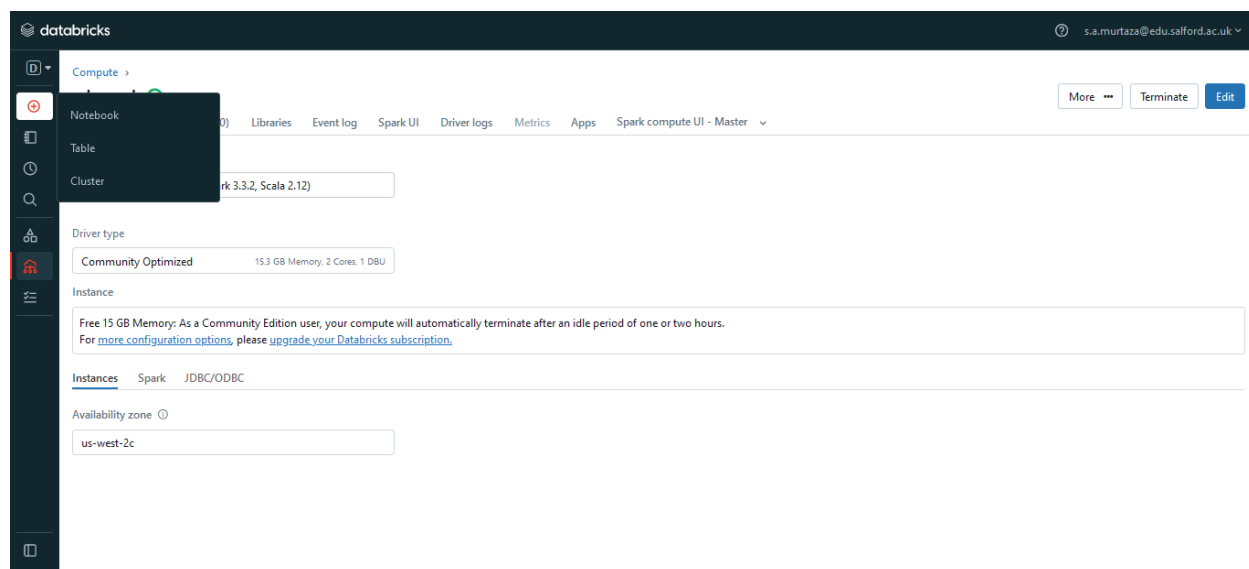 databricks
s.a.murtaza@edu.salford.ac.uk
D
Compute ›
More ··· Terminate Edit
Notebook
0) Libraries Event log Spark UI Driver logs Metrics Apps Spark compute UI - Master
Table
Cluster
rk 3.3.2, Scala 2.12)
Driver type
Community Optimized 15.3 GB Memory, 2 Cores, 1 DBU
Instance
Free 15 GB Memory: As a Community Edition user, your compute will automatically terminate after an idle period of one or two hours.
For more configuration options, please upgrade your Databricks subscription.
Instances Spark JDBC/ODBC
Availability zone
us-west-2c